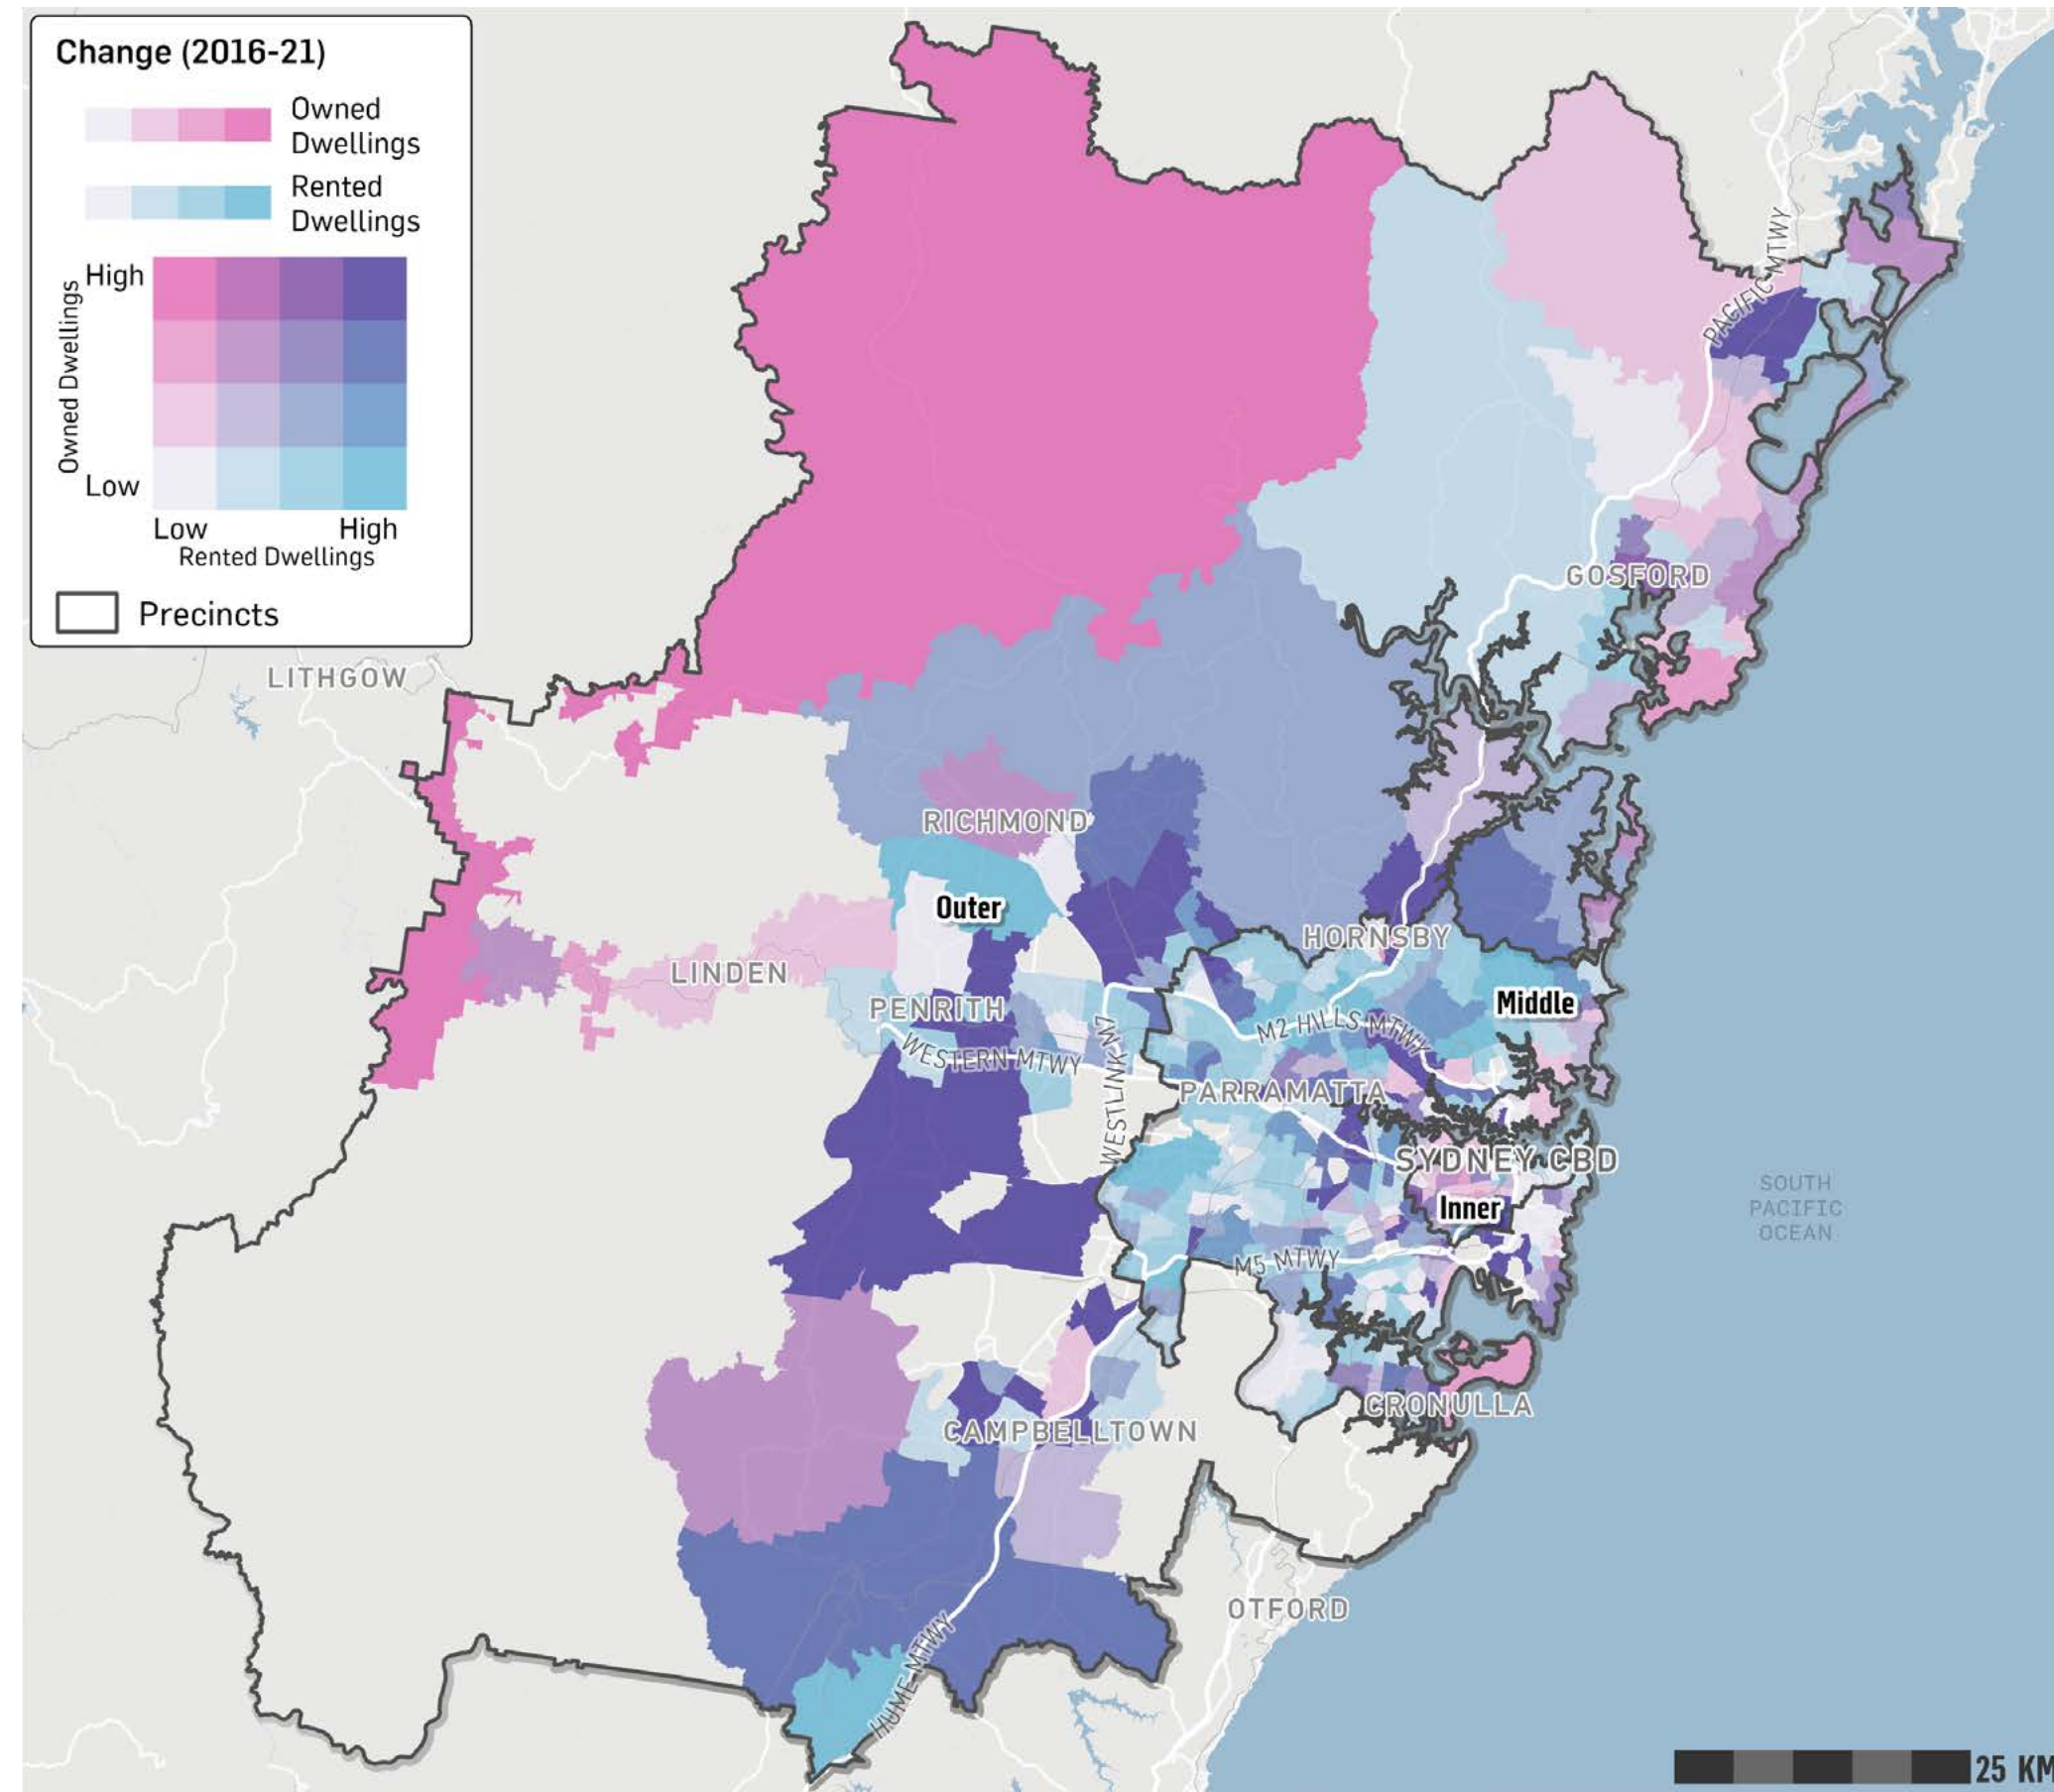 Change (2016-21)
Owned
Dwellings
Rented
Dwellings
High
Owned Dwellings
Low
Low
High
Rented Dwellings
Precincts
PACIFIC MTWY
GOSFORD
LITHGOW
RICHMOND
Outer
HORNSBY
LINDEN
PENRITH
Middle
M2 HILLS MTWY
WESTERN MTWY
WESTLINK M7
PARRAMATTA
SYDNEY CBD
SOUTH
PACIFIC
OCEAN
Inner
M5 MTWY
CRONULLA
CAMPBELLTOWN
OTFORD
HUME MTWY
25 KM